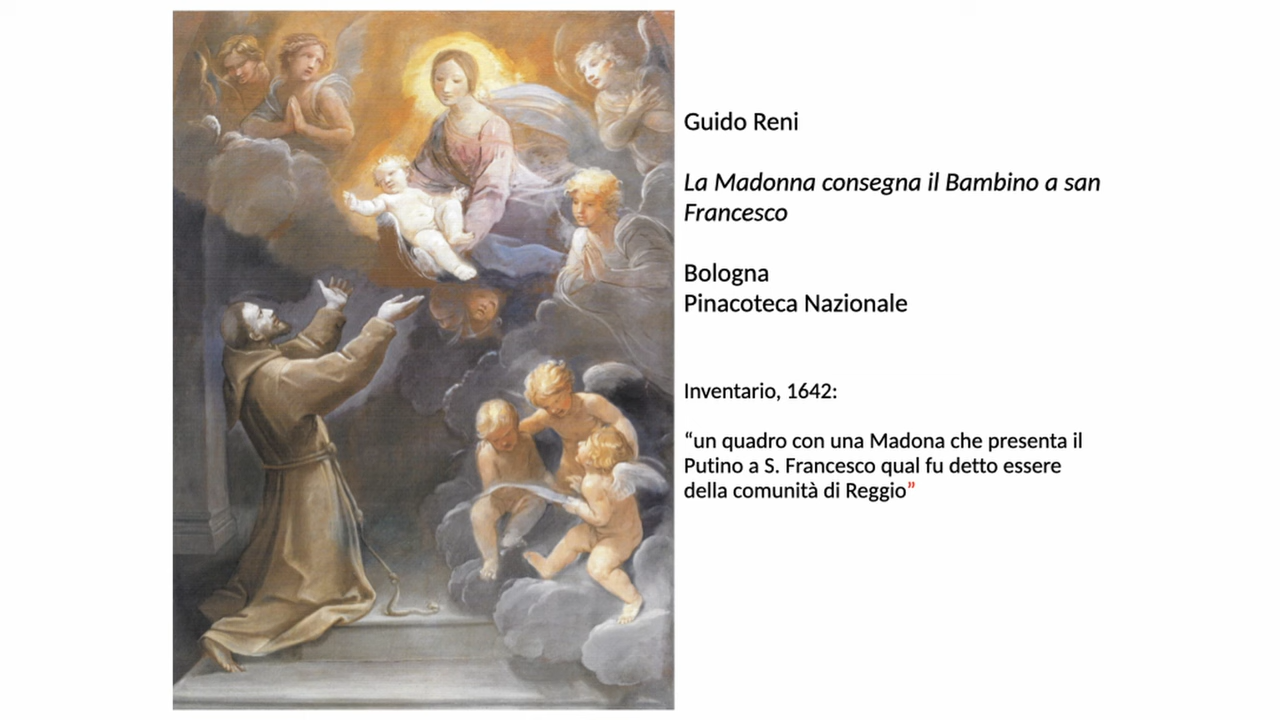 Guido Reni
La Madonna consegna il Bambino a san
Francesco
Bologna
Pinacoteca Nazionale
Inventario, 1642:
“un quadro con una Madona che presenta il
Putino a S. Francesco qual fu detto essere
della comunità di Reggio”